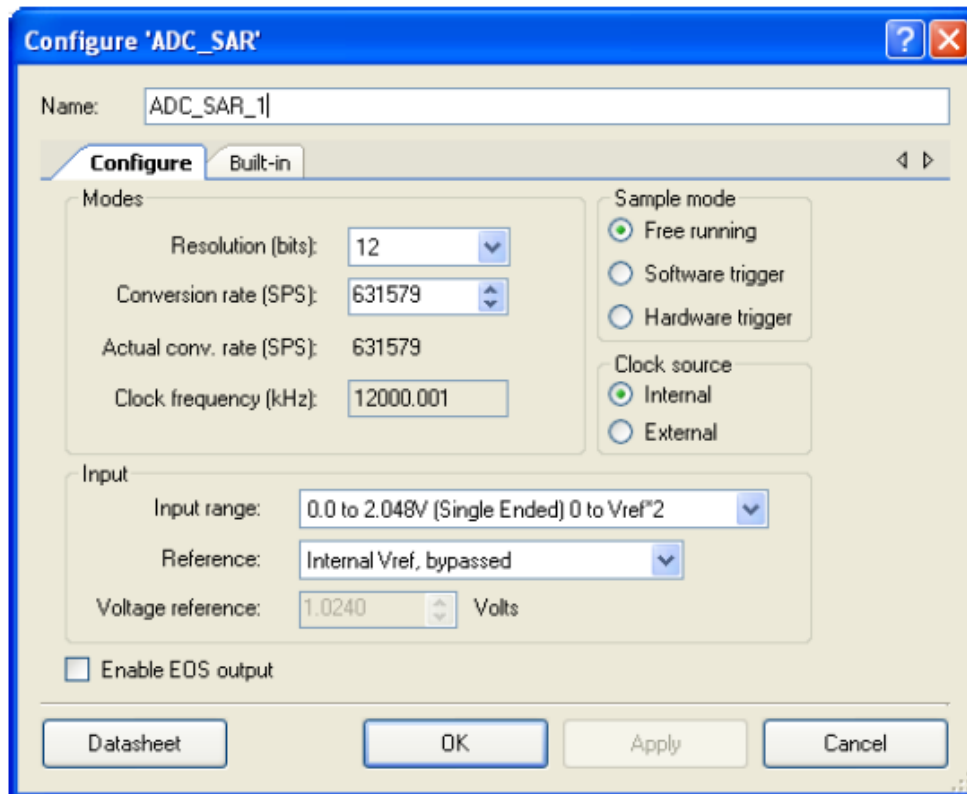 Configure 'ADC_SAR'
Name: ADC_SAR_1
Configure Built-in
Modes
Resolution (bits): 12
Conversion rate (SPS): 631579
Actual conv. rate (SPS): 631579
Clock frequency (kHz): 12000.001
Sample mode
Free running
Software trigger
Hardware trigger
Clock source
Internal
External
Input
Input range: 0.0 to 2.048V (Single Ended) 0 to Vref*2
Reference: Internal Vref, bypassed
Voltage reference: 1.0240 Volts
Enable EOS output
Datasheet OK Apply Cancel